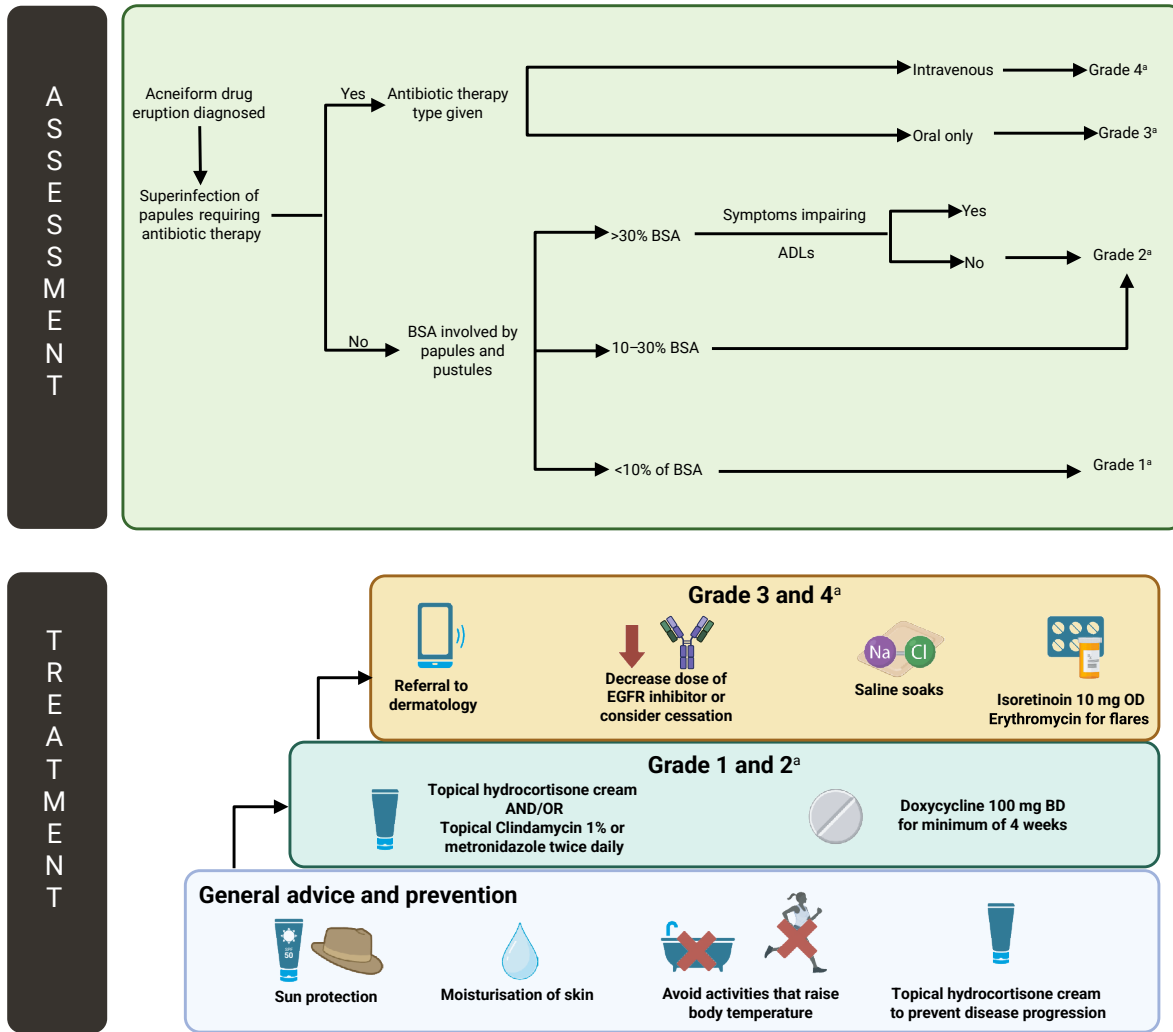 ASSESSMENT
Acneiform drug
eruption diagnosed
Superinfection of
papules requiring
antibiotic therapy
Yes
Antibiotic therapy
type given
Intravenous
Grade 4ᵃ
Oral only
Grade 3ᵃ
No
BSA involved by
papules and
pustules
>30% BSA
Symptoms impairing
ADLs
Yes
No
Grade 2ᵃ
10–30% BSA
<10% of BSA
Grade 1ᵃ
TREATMENT
Grade 3 and 4ᵃ
Referral to
dermatology
Decrease dose of
EGFR inhibitor or
consider cessation
Na
Cl
Saline soaks
Isoretinoin 10 mg OD
Erythromycin for flares
Grade 1 and 2ᵃ
Topical hydrocortisone cream
AND/OR
Topical Clindamycin 1% or
metronidazole twice daily
Doxycycline 100 mg BD
for minimum of 4 weeks
General advice and prevention
SPF
50
Sun protection
Moisturisation of skin
Avoid activities that raise
body temperature
Topical hydrocortisone cream
to prevent disease progression